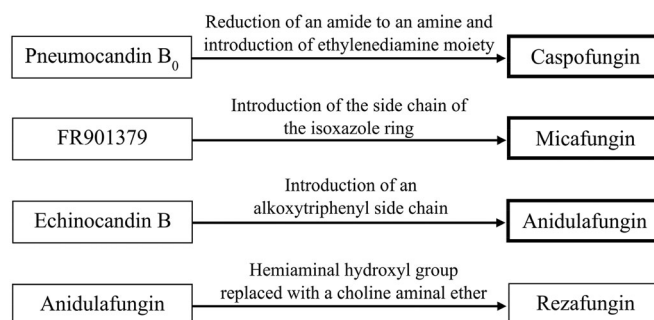 Reduction of an amide to an amine and
introduction of ethylenediamine moiety
Pneumocandin B0
Caspofungin
Introduction of the side chain of
the isoxazole ring
FR901379
Micafungin
Introduction of an
alkoxytriphenyl side chain
Echinocandin B
Anidulafungin
Hemiaminal hydroxyl group
replaced with a choline aminal ether
Anidulafungin
Rezafungin